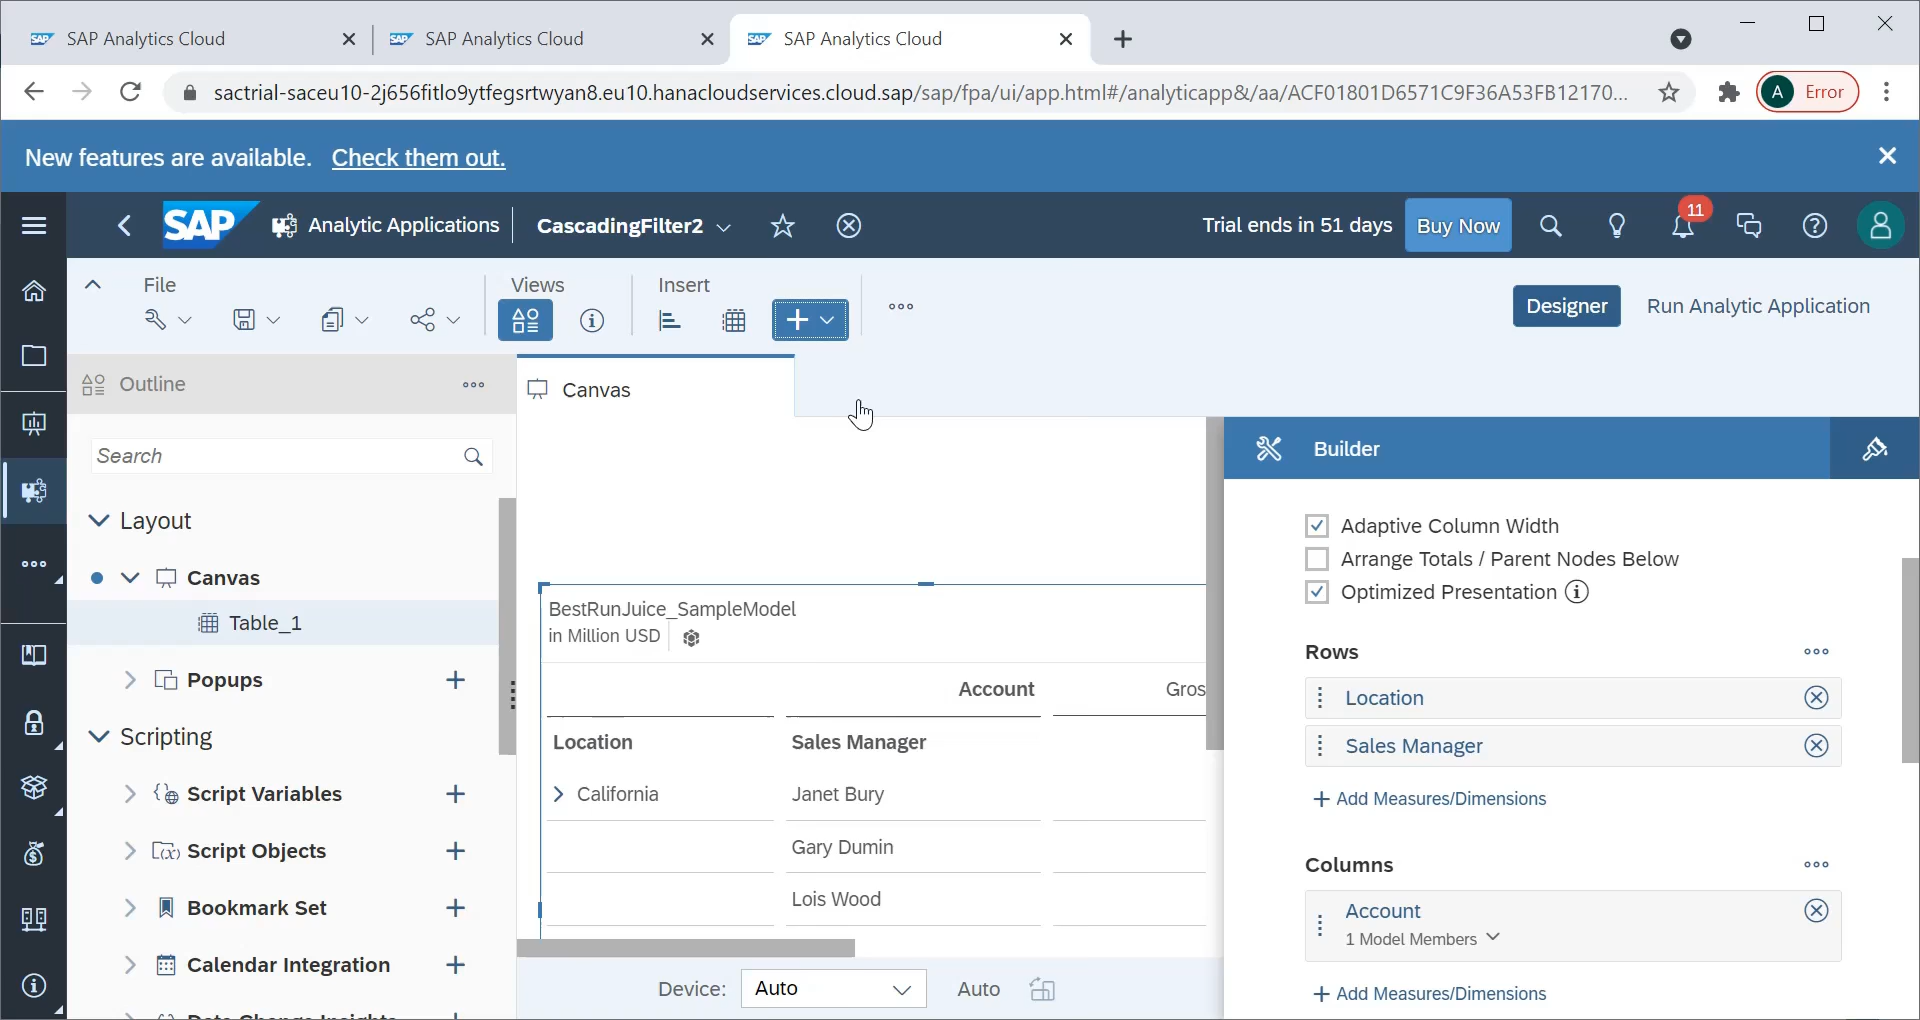 SAP SAP Analytics Cloud
SAP SAP Analytics Cloud
SAP SAP Analytics Cloud
sactrial-saceu10-2j656fitlo9ytfegsrtwyan8.eu10.hanacloudservices.cloud.sap/sap/fpa/ui/app.html#/analyticapp&/aa/ACF01801D6571C9F36A53FB12170...
A Error
New features are available. Check them out.
SAP Analytic Applications CascadingFilter2
Trial ends in 51 days Buy Now 11
File Views Insert
Designer Run Analytic Application
Outline
Canvas
Search
Layout
Canvas
Table_1
Popups
Scripting
Script Variables
Script Objects
Bookmark Set
Calendar Integration
BestRunJuice_SampleModel
in Million USD
Account Gros
Location Sales Manager
California Janet Bury
Gary Dumin
Lois Wood
Device: Auto Auto
Builder
Adaptive Column Width
Arrange Totals / Parent Nodes Below
Optimized Presentation
Rows
Location
Sales Manager
+ Add Measures/Dimensions
Columns
Account
1 Model Members
+ Add Measures/Dimensions